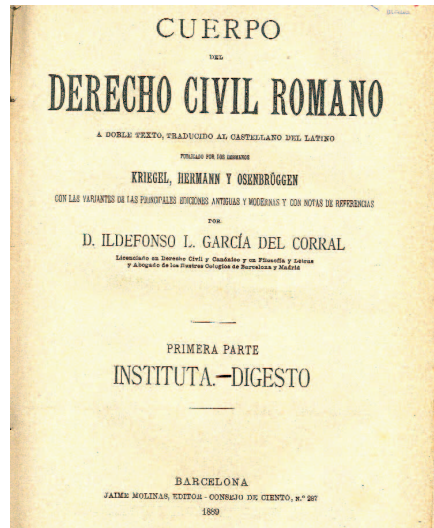 CUERPO
DEL
DERECHO CIVIL ROMANO
A DOBLE TEXTO, TRADUCIDO AL CASTELLANO DEL LATINO
PUBLICADO POR LOS HERMANOS
KRIEGEL, HERMANN Y OSENBRÜGGEN
CON LAS VARIANTES DE LAS PRINCIPALES EDICIONES ANTIGUAS Y MODERNAS Y CON NOTAS DE REFERENCIAS
POR
D. ILDEFONSO L. GARCÍA DEL CORRAL
Licenciado en Derecho Civil y Canónico y en Filosofía y Letras
y Abogado de los Ilustres Colegios de Barcelona y Madrid
PRIMERA PARTE
INSTITUTA.—DIGESTO
BARCELONA
JAIME MOLINAS, EDITOR - CONSEJO DE CIENTO, N.º 287
1889